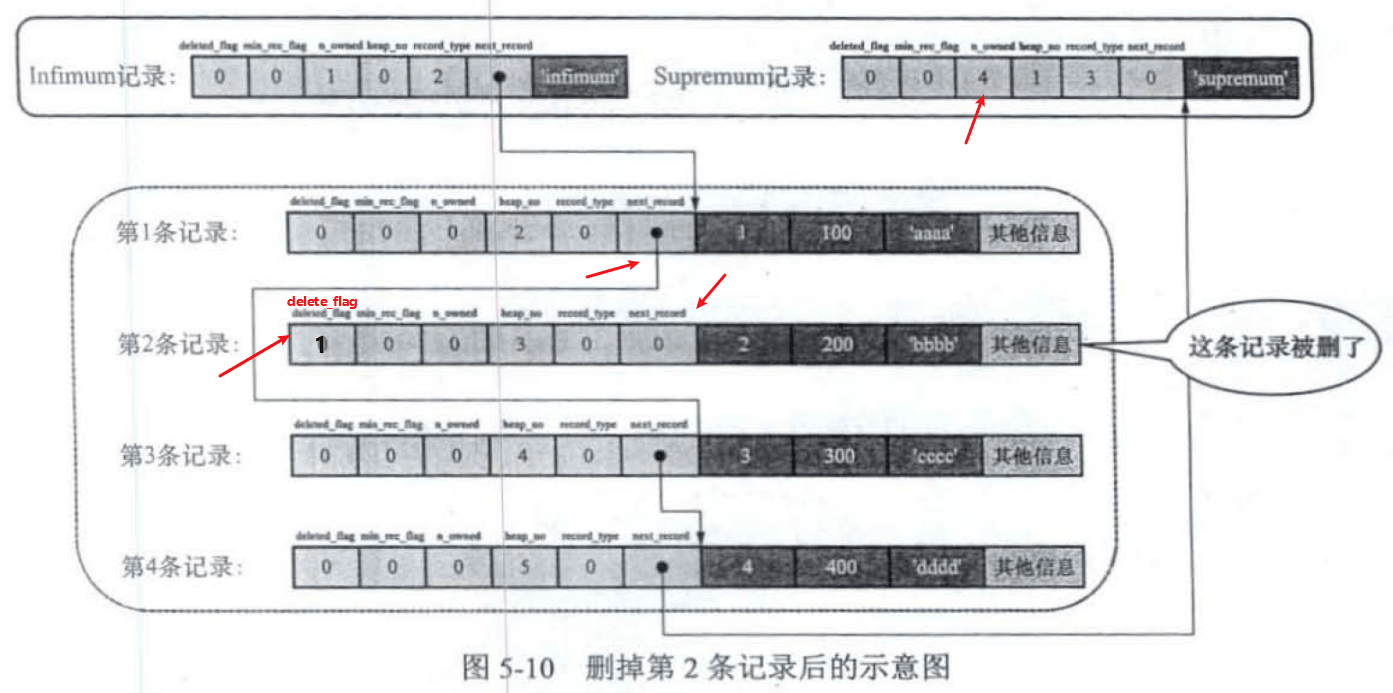 deleted_flag min_rec_flag n_owned heap_no record_type next_record
Infimum记录: 0 0 1 0 2 'infimum'
deleted_flag min_rec_flag n_owned heap_no record_type next_record
Supremum记录: 0 0 4 1 3 0 'supremum'
deleted_flag min_rec_flag n_owned heap_no record_type next_record
第1条记录: 0 0 0 2 0 1 100 'aaaa' 其他信息
delete_flag
deleted_flag min_rec_flag n_owned heap_no record_type next_record
第2条记录: 1 0 0 3 0 0 2 200 'bbbb' 其他信息
这条记录被删了
deleted_flag min_rec_flag n_owned heap_no record_type next_record
第3条记录: 0 0 0 4 0 3 300 'cccc' 其他信息
deleted_flag min_rec_flag n_owned heap_no record_type next_record
第4条记录: 0 0 0 5 0 4 400 'dddd' 其他信息
图 5-10 删掉第 2 条记录后的示意图